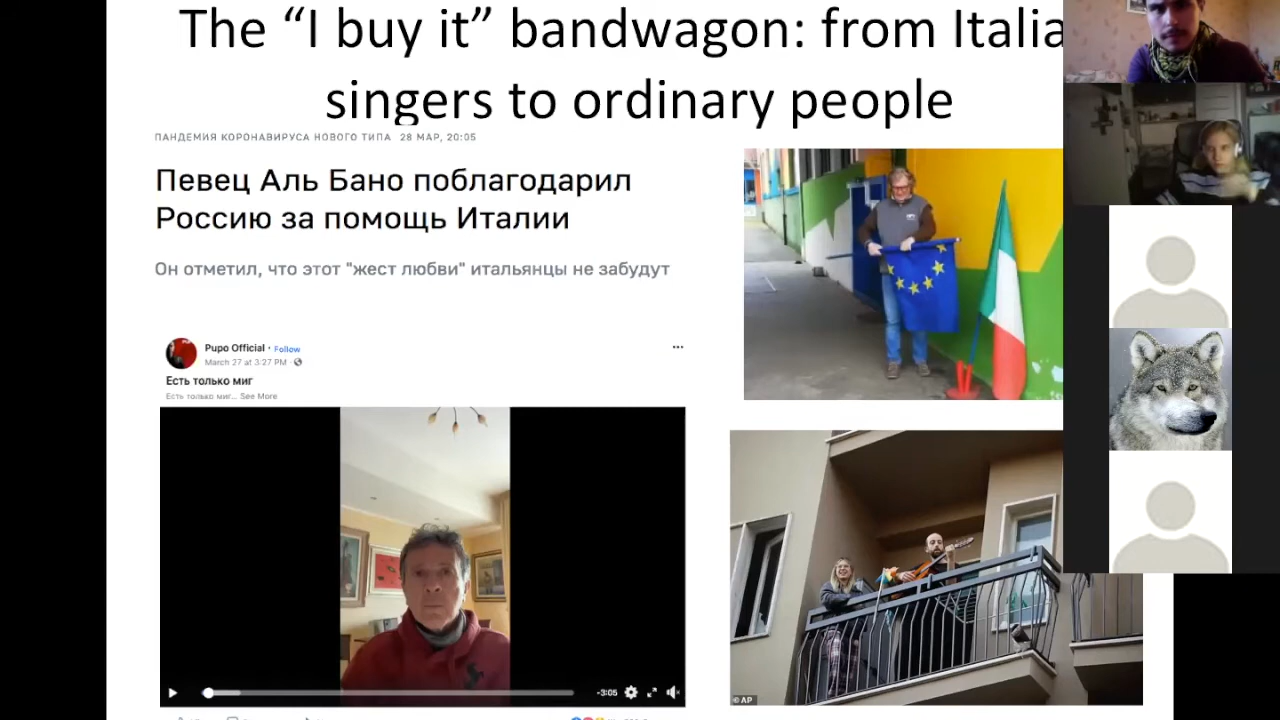 The “I buy it” bandwagon: from Italia
singers to ordinary people
ПАНДЕМИЯ КОРОНАВИРУСА НОВОГО ТИПА 28 МАР, 20:05
Певец Аль Бано поблагодарил
Россию за помощь Италии
Он отметил, что этот "жест любви" итальянцы не забудут
Pupo Official · Follow
March 27 at 3:27 PM ·
Есть только миг
Есть только миг... See More
-3:05
© AP